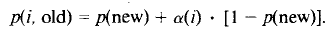 p(i, old) = p(new) + α(i) · [1 − p(new)].